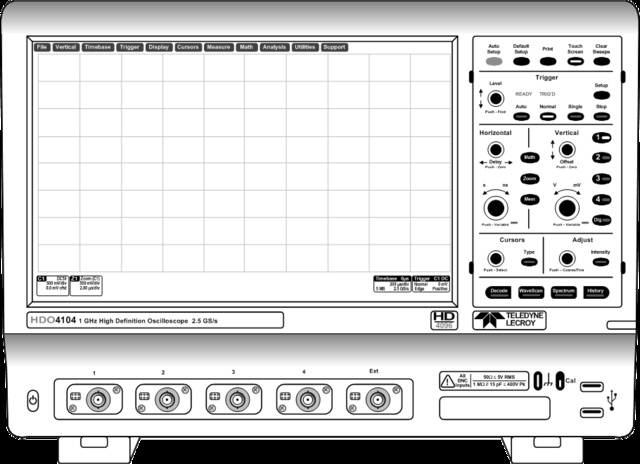 File Vertical Timebase Trigger Display Cursors Measure Math Analysis Utilities Support
Auto Setup Default Setup Print Touch Screen Clear Sweeps
Trigger
Level
READY TRIG'D
Setup
Push - Find
Auto Normal Single Stop
Horizontal Vertical
1
Delay
Push - Zero
Math
Offset
Push - Zero
2
s ns
Zoom
V mV
3
Mem
4
Push - Variable
Push - Variable
Dig
Cursors Adjust
Type
Intensity
Push - Select
Push - Coarse/Fine
Decode WaveScan Spectrum History
C1 DC50
300 mV/div
0.0 mV ofst
Z1 Zoom (C1)
300 mV/div
2.00 µs/div
Timebase 0µs
200 µs/div
5 MS 2.5 GS/s
Trigger C1 DC
Normal 0 mV
Edge Positive
HDO4104 1 GHz High Definition Oscilloscope 2.5 GS/s
HD
4096
TELEDYNE
LECROY
1 2 3 4 Ext
All
BNC
Inputs
50Ω ≤ 5V RMS
1 MΩ // 15 pF ≤ 400V Pk
Cal